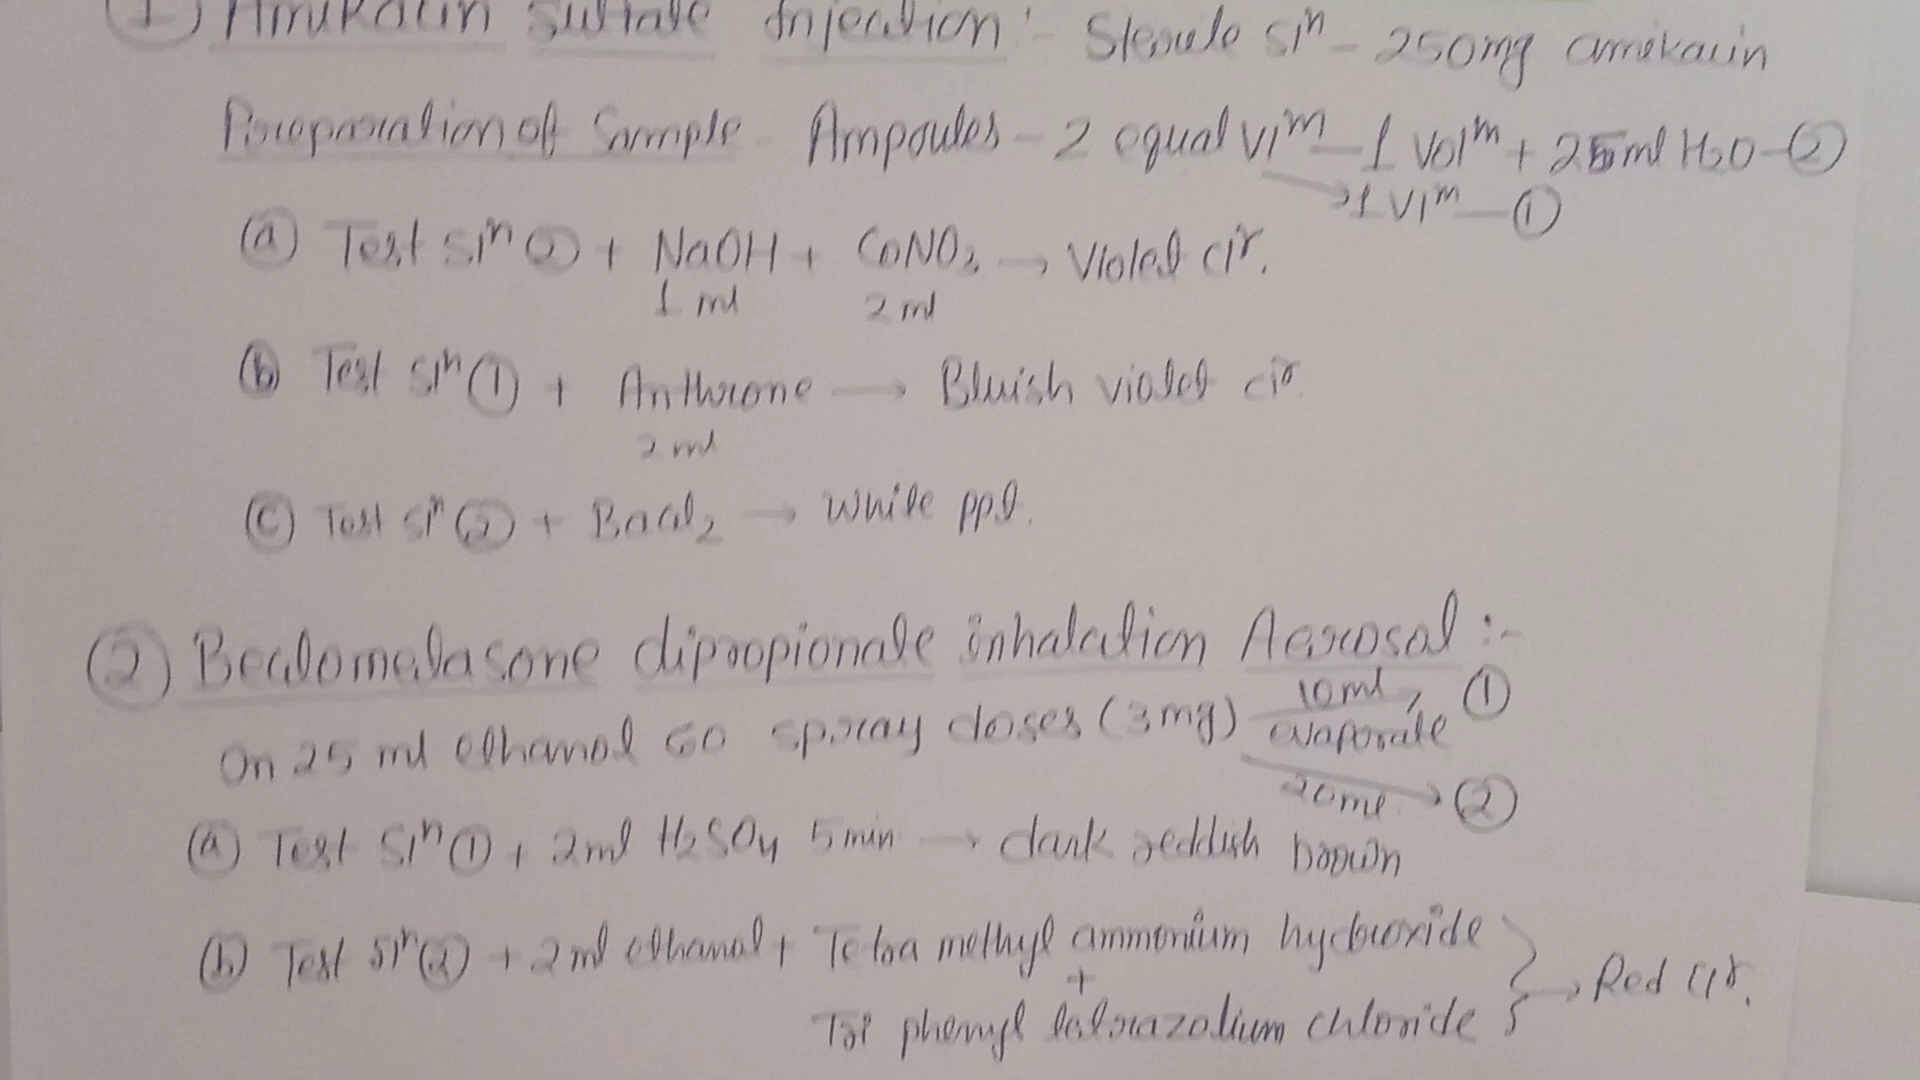 ① Amikacin Sulfate Injection :- Sterile Slⁿ - 250mg amikacin
Preparation of Sample - Ampoules - 2 equal vlᵐ - 1 Volᵐ + 25ml H₂O - ②
→ 1 vlᵐ - ①
(a) Test Slⁿ ② + NaOH + CoNO₃ → Violet clr.
1 ml 2 ml
(b) Test Slⁿ ① + Anthrone → Bluish violet clr.
2 ml
(c) Test Slⁿ ② + BaCl₂ → White ppt.
② Beclometasone dipropionate inhalation Aerosol :-
On 25 ml ethanol 60 spray doses (3mg) 10ml, evaporate ①
20ml → ②
(a) Test Slⁿ ① + 2ml H₂SO₄ 5 min → dark reddish brown
(b) Test Slⁿ ② + 2ml ethanol + Tetra methyl ammonium hydroxide
+ } → Red clr.
Tri phenyl tetrazolium chloride